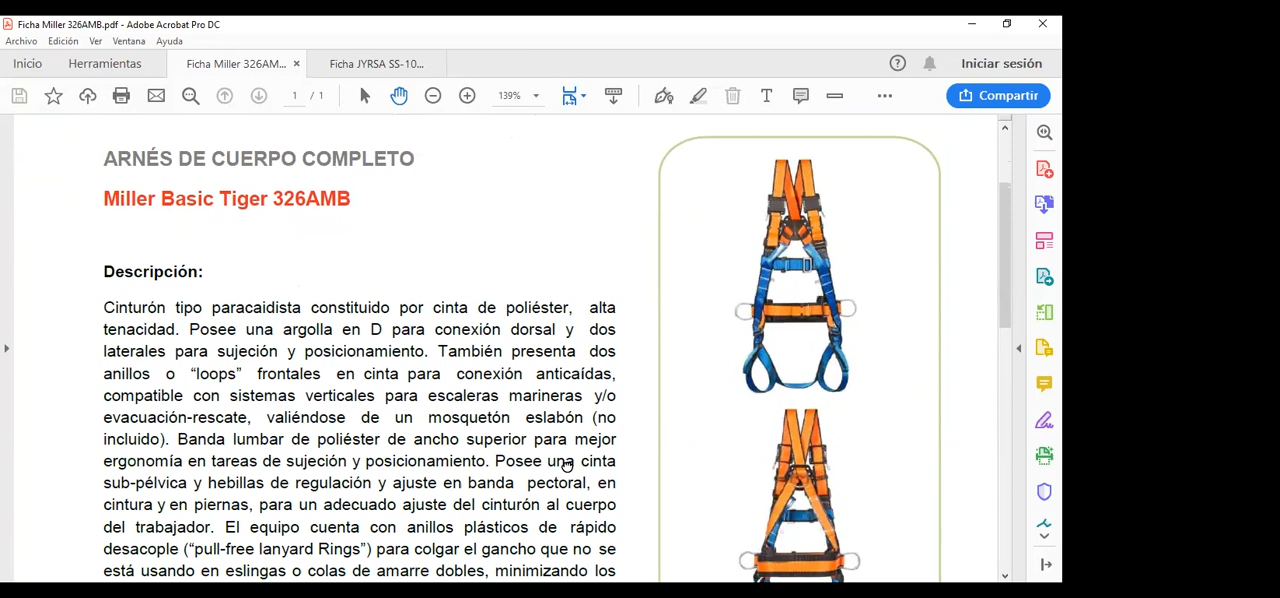 Ficha Miller 326AMB.pdf - Adobe Acrobat Pro DC
Archivo Edición Ver Ventana Ayuda
Inicio Herramientas Ficha Miller 326AM... × Ficha JYRSA SS-10... Iniciar sesión
1 / 1 139% Compartir
ARNÉS DE CUERPO COMPLETO
Miller Basic Tiger 326AMB
Descripción:
Cinturón tipo paracaidista constituido por cinta de poliéster, alta
tenacidad. Posee una argolla en D para conexión dorsal y dos
laterales para sujeción y posicionamiento. También presenta dos
anillos o “loops” frontales en cinta para conexión anticaídas,
compatible con sistemas verticales para escaleras marineras y/o
evacuación-rescate, valiéndose de un mosquetón eslabón (no
incluido). Banda lumbar de poliéster de ancho superior para mejor
ergonomía en tareas de sujeción y posicionamiento. Posee una cinta
sub-pélvica y hebillas de regulación y ajuste en banda pectoral, en
cintura y en piernas, para un adecuado ajuste del cinturón al cuerpo
del trabajador. El equipo cuenta con anillos plásticos de rápido
desacople (“pull-free lanyard Rings”) para colgar el gancho que no se
está usando en eslingas o colas de amarre dobles, minimizando los